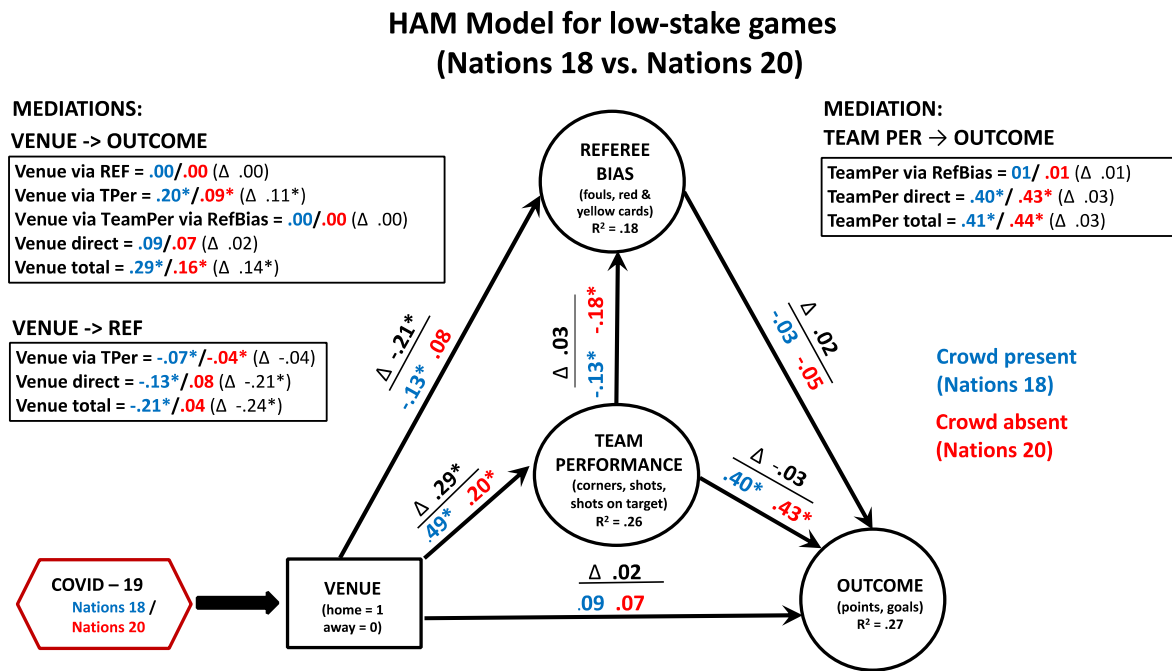 HAM Model for low-stake games
(Nations 18 vs. Nations 20)
MEDIATIONS:
VENUE -> OUTCOME
Venue via REF = .00/.00 (Δ .00)
Venue via TPer = .20*/.09* (Δ .11*)
Venue via TeamPer via RefBias = .00/.00 (Δ .00)
Venue direct = .09/.07 (Δ .02)
Venue total = .29*/.16* (Δ .14*)
VENUE -> REF
Venue via TPer = -.07*/-.04* (Δ -.04)
Venue direct = -.13*/.08 (Δ -.21*)
Venue total = -.21*/.04 (Δ -.24*)
MEDIATION:
TEAM PER → OUTCOME
TeamPer via RefBias = 01/ .01 (Δ .01)
TeamPer direct = .40*/ .43* (Δ .03)
TeamPer total = .41*/ .44* (Δ .03)
REFEREE
BIAS
(fouls, red &
yellow cards)
R² = .18
Δ -.21*
-.13* .08
Δ .03
-.13* -.18*
Δ .02
-.03 -.05
Crowd present
(Nations 18)
Crowd absent
(Nations 20)
TEAM
PERFORMANCE
(corners, shots,
shots on target)
R² = .26
Δ .29*
.49* .20*
Δ -.03
.40* .43*
COVID – 19
Nations 18 /
Nations 20
VENUE
(home = 1
away = 0)
Δ .02
.09 .07
OUTCOME
(points, goals)
R² = .27